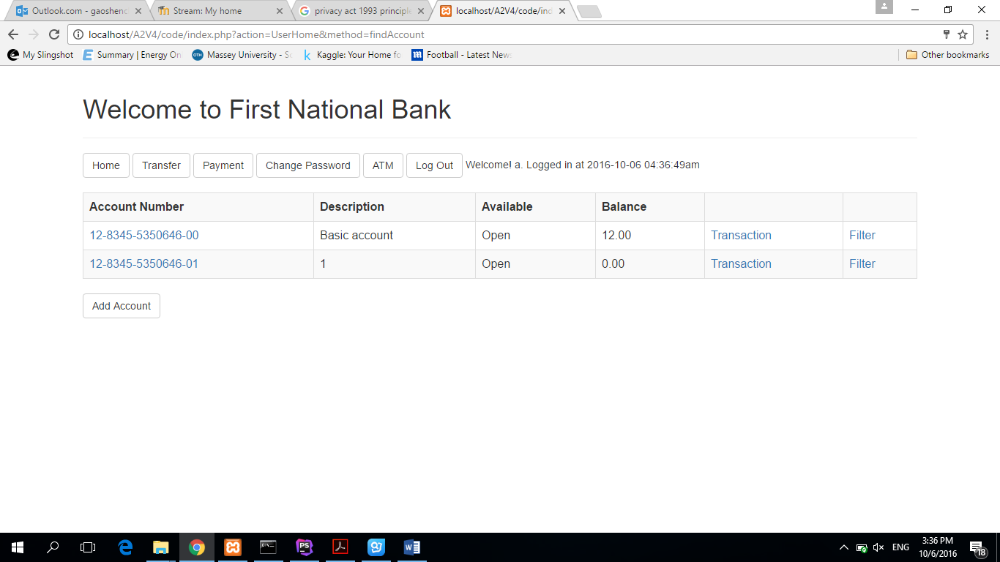 Outlook.com - gaoshenc
Stream: My home
privacy act 1993 principle
localhost/A2V4/code/ind
localhost/A2V4/code/index.php?action=UserHome&method=findAccount
My Slingshot Summary | Energy On Massey University - Sc Kaggle: Your Home fo Football - Latest News Other bookmarks
Welcome to First National Bank
Home Transfer Payment Change Password ATM Log Out Welcome! a. Logged in at 2016-10-06 04:36:49am
Account Number Description Available Balance
12-8345-5350646-00 Basic account Open 12.00 Transaction Filter
12-8345-5350646-01 1 Open 0.00 Transaction Filter
Add Account
ENG
3:36 PM
10/6/2016
18